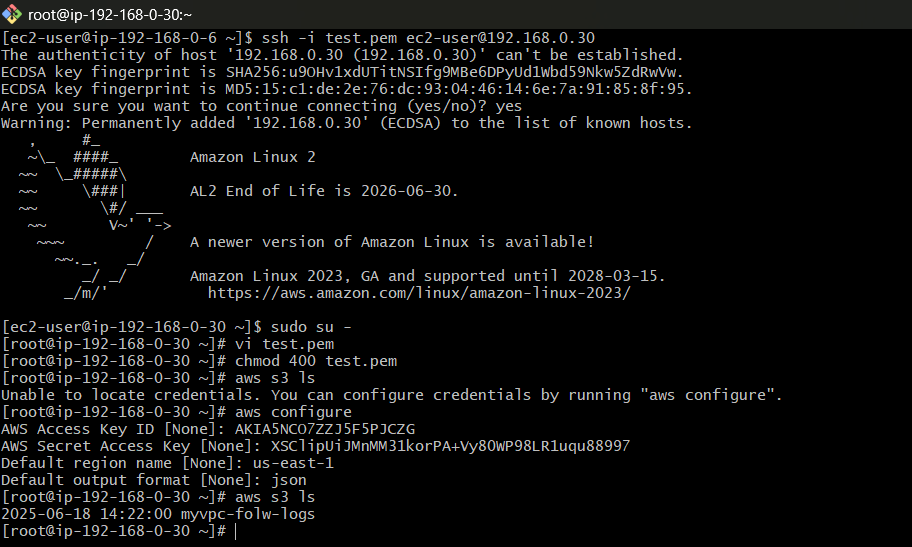 root@ip-192-168-0-30:~
[ec2-user@ip-192-168-0-6 ~]$ ssh -i test.pem ec2-user@192.168.0.30
The authenticity of host '192.168.0.30 (192.168.0.30)' can't be established.
ECDSA key fingerprint is SHA256:u9OHv1xdUTitNSIfg9MBe6DPyUd1Wbd59Nkw5ZdRwVw.
ECDSA key fingerprint is MD5:15:c1:de:2e:76:dc:93:04:46:14:6e:7a:91:85:8f:95.
Are you sure you want to continue connecting (yes/no)? yes
Warning: Permanently added '192.168.0.30' (ECDSA) to the list of known hosts.
   ,     #_
   ~\_  ####_        Amazon Linux 2
  ~~  \_#####\
  ~~     \###|       AL2 End of Life is 2026-06-30.
  ~~       \#/ ___
   ~~       V~' '->
    ~~~         /    A newer version of Amazon Linux is available!
      ~~._.   _/
         _/ _/       Amazon Linux 2023, GA and supported until 2028-03-15.
       _/m/'           https://aws.amazon.com/linux/amazon-linux-2023/
[ec2-user@ip-192-168-0-30 ~]$ sudo su -
[root@ip-192-168-0-30 ~]# vi test.pem
[root@ip-192-168-0-30 ~]# chmod 400 test.pem
[root@ip-192-168-0-30 ~]# aws s3 ls
Unable to locate credentials. You can configure credentials by running "aws configure".
[root@ip-192-168-0-30 ~]# aws configure
AWS Access Key ID [None]: AKIA5NCO7ZZJ5F5PJCZG
AWS Secret Access Key [None]: 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
Default region name [None]: us-east-1
Default output format [None]: json
[root@ip-192-168-0-30 ~]# aws s3 ls
2025-06-18 14:22:00 myvpc-folw-logs
[root@ip-192-168-0-30 ~]#